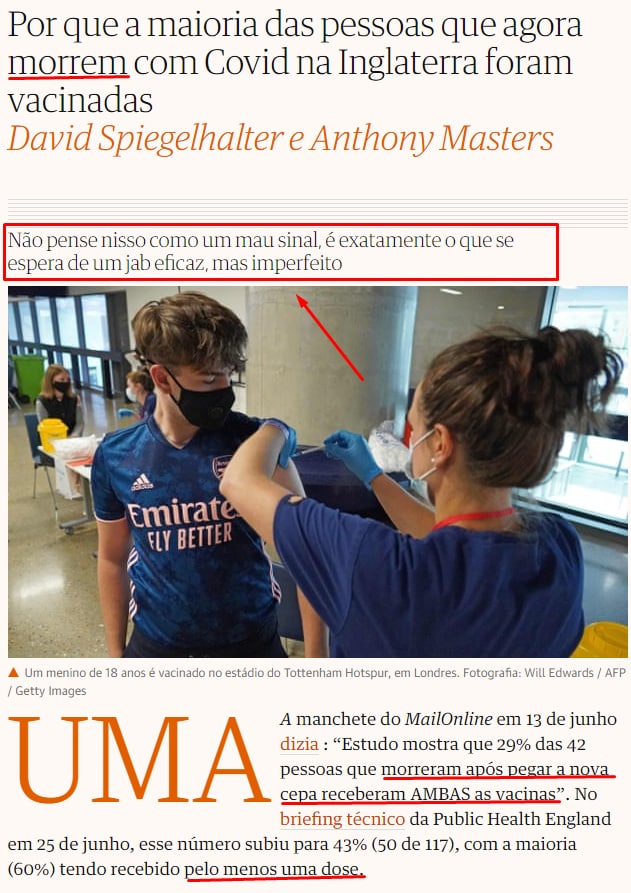 Por que a maioria das pessoas que agora
morrem com Covid na Inglaterra foram
vacinadas
David Spiegelhalter e Anthony Masters
Não pense nisso como um mau sinal, é exatamente o que se
espera de um jab eficaz, mas imperfeito
adidas
Emirates
FLY BETTER
Arsenal
Um menino de 18 anos é vacinado no estádio do Tottenham Hotspur, em Londres. Fotografia: Will Edwards / AFP
/ Getty Images
UMA
A manchete do MailOnline em 13 de junho
dizia : “Estudo mostra que 29% das 42
pessoas que morreram após pegar a nova
cepa receberam AMBAS as vacinas”. No
briefing técnico da Public Health England
em 25 de junho, esse número subiu para 43% (50 de 117), com a maioria
(60%) tendo recebido pelo menos uma dose.